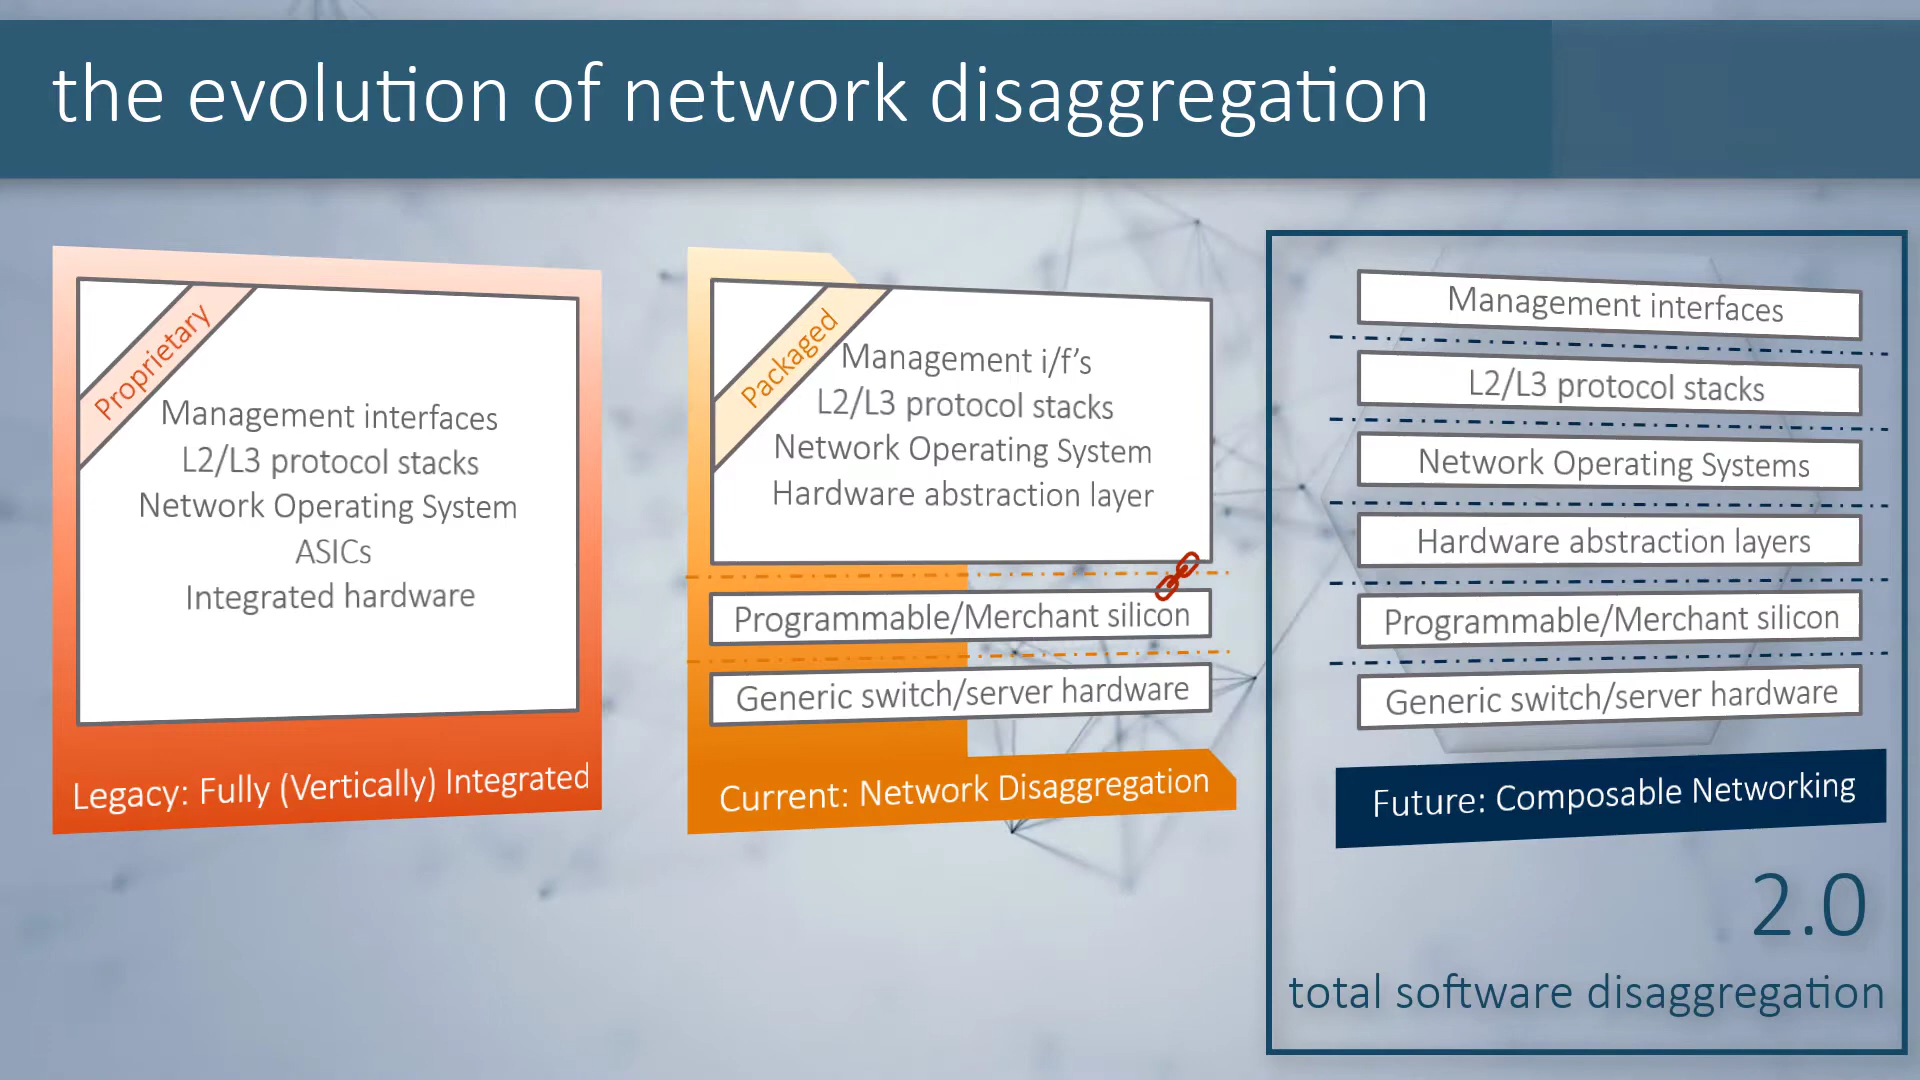 the evolution of network disaggregation
Proprietary
Management interfaces
L2/L3 protocol stacks
Network Operating System
ASICs
Integrated hardware
Legacy: Fully (Vertically) Integrated
Packaged
Management i/f's
L2/L3 protocol stacks
Network Operating System
Hardware abstraction layer
Programmable/Merchant silicon
Generic switch/server hardware
Current: Network Disaggregation
Management interfaces
L2/L3 protocol stacks
Network Operating Systems
Hardware abstraction layers
Programmable/Merchant silicon
Generic switch/server hardware
Future: Composable Networking
2.0
total software disaggregation